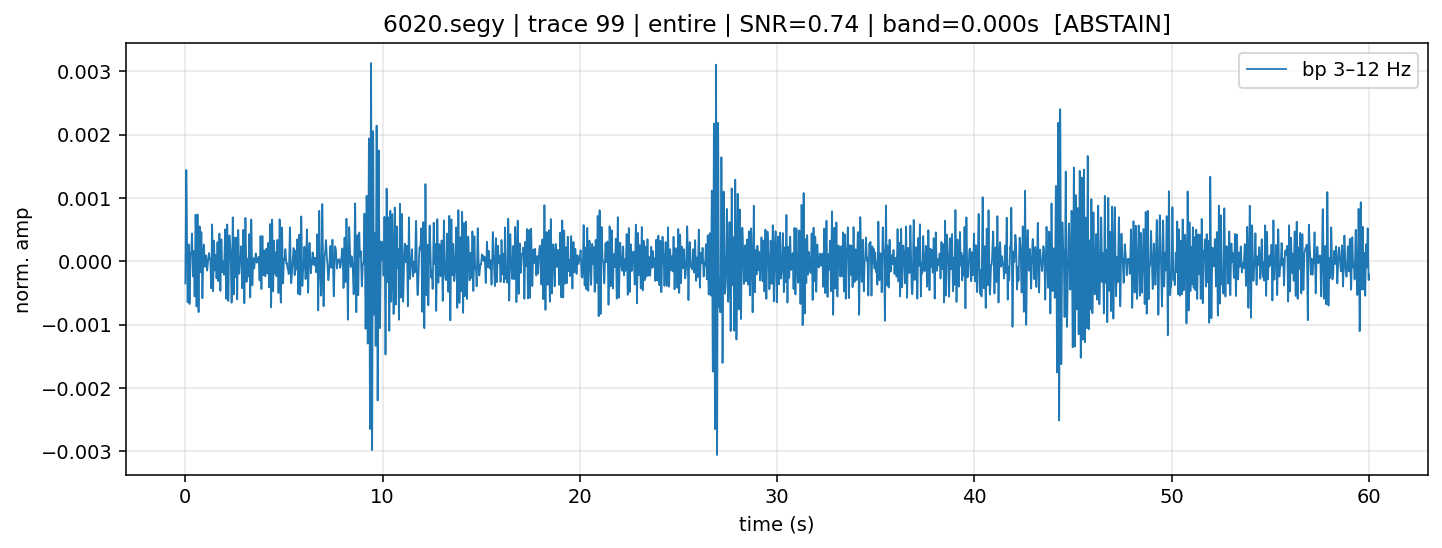 6020.segy | trace 99 | entire | SNR=0.74 | band=0.000s  [ABSTAIN]
bp 3–12 Hz
norm. amp
0.003
0.002
0.001
0.000
−0.001
−0.002
−0.003
0 10 20 30 40 50 60
time (s)